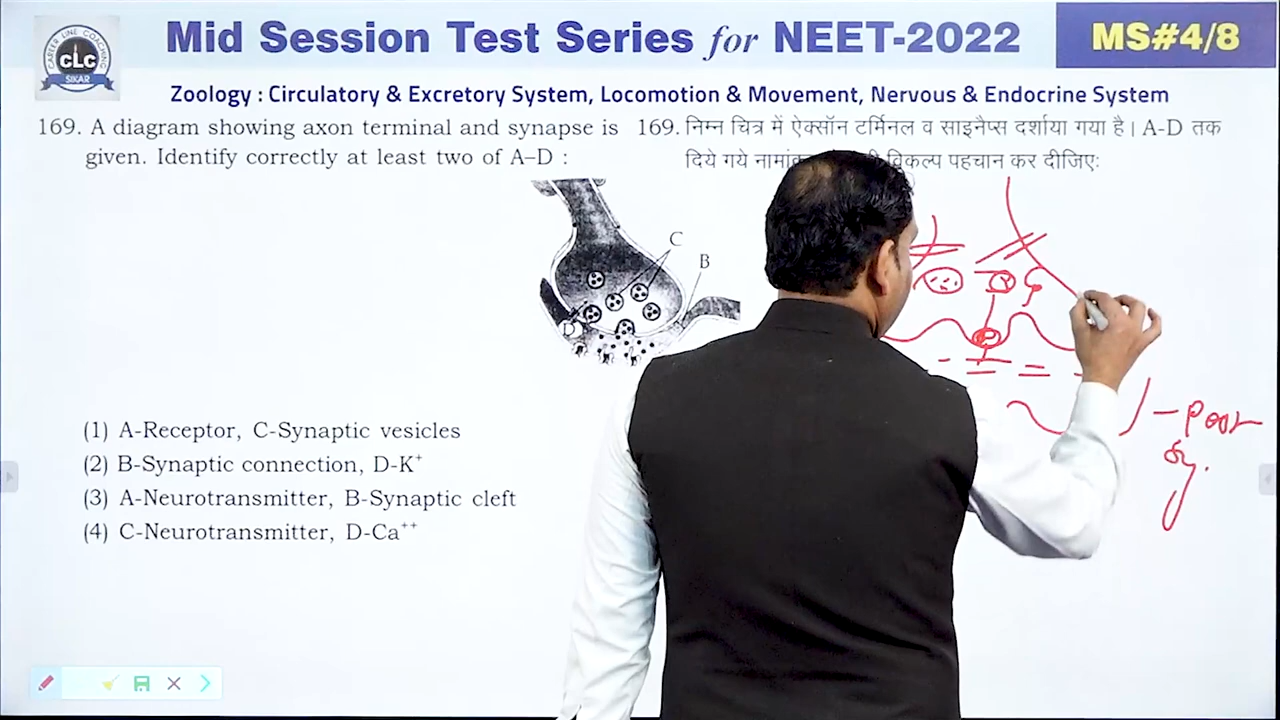 CAREER LINE COACHING
CLC
SIKAR
Mid Session Test Series for NEET-2022
MS#4/8
Zoology : Circulatory & Excretory System, Locomotion & Movement, Nervous & Endocrine System
169. A diagram showing axon terminal and synapse is
given. Identify correctly at least two of A–D :
169. निम्न चित्र में ऐक्सॉन टर्मिनल व साइनैप्स दर्शाया गया है। A-D तक
दिये गये विकल्प पहचान कर दीजिएः
C
B
D
(1) A-Receptor, C-Synaptic vesicles
(2) B-Synaptic connection, D-K⁺
(3) A-Neurotransmitter, B-Synaptic cleft
(4) C-Neurotransmitter, D-Ca⁺⁺